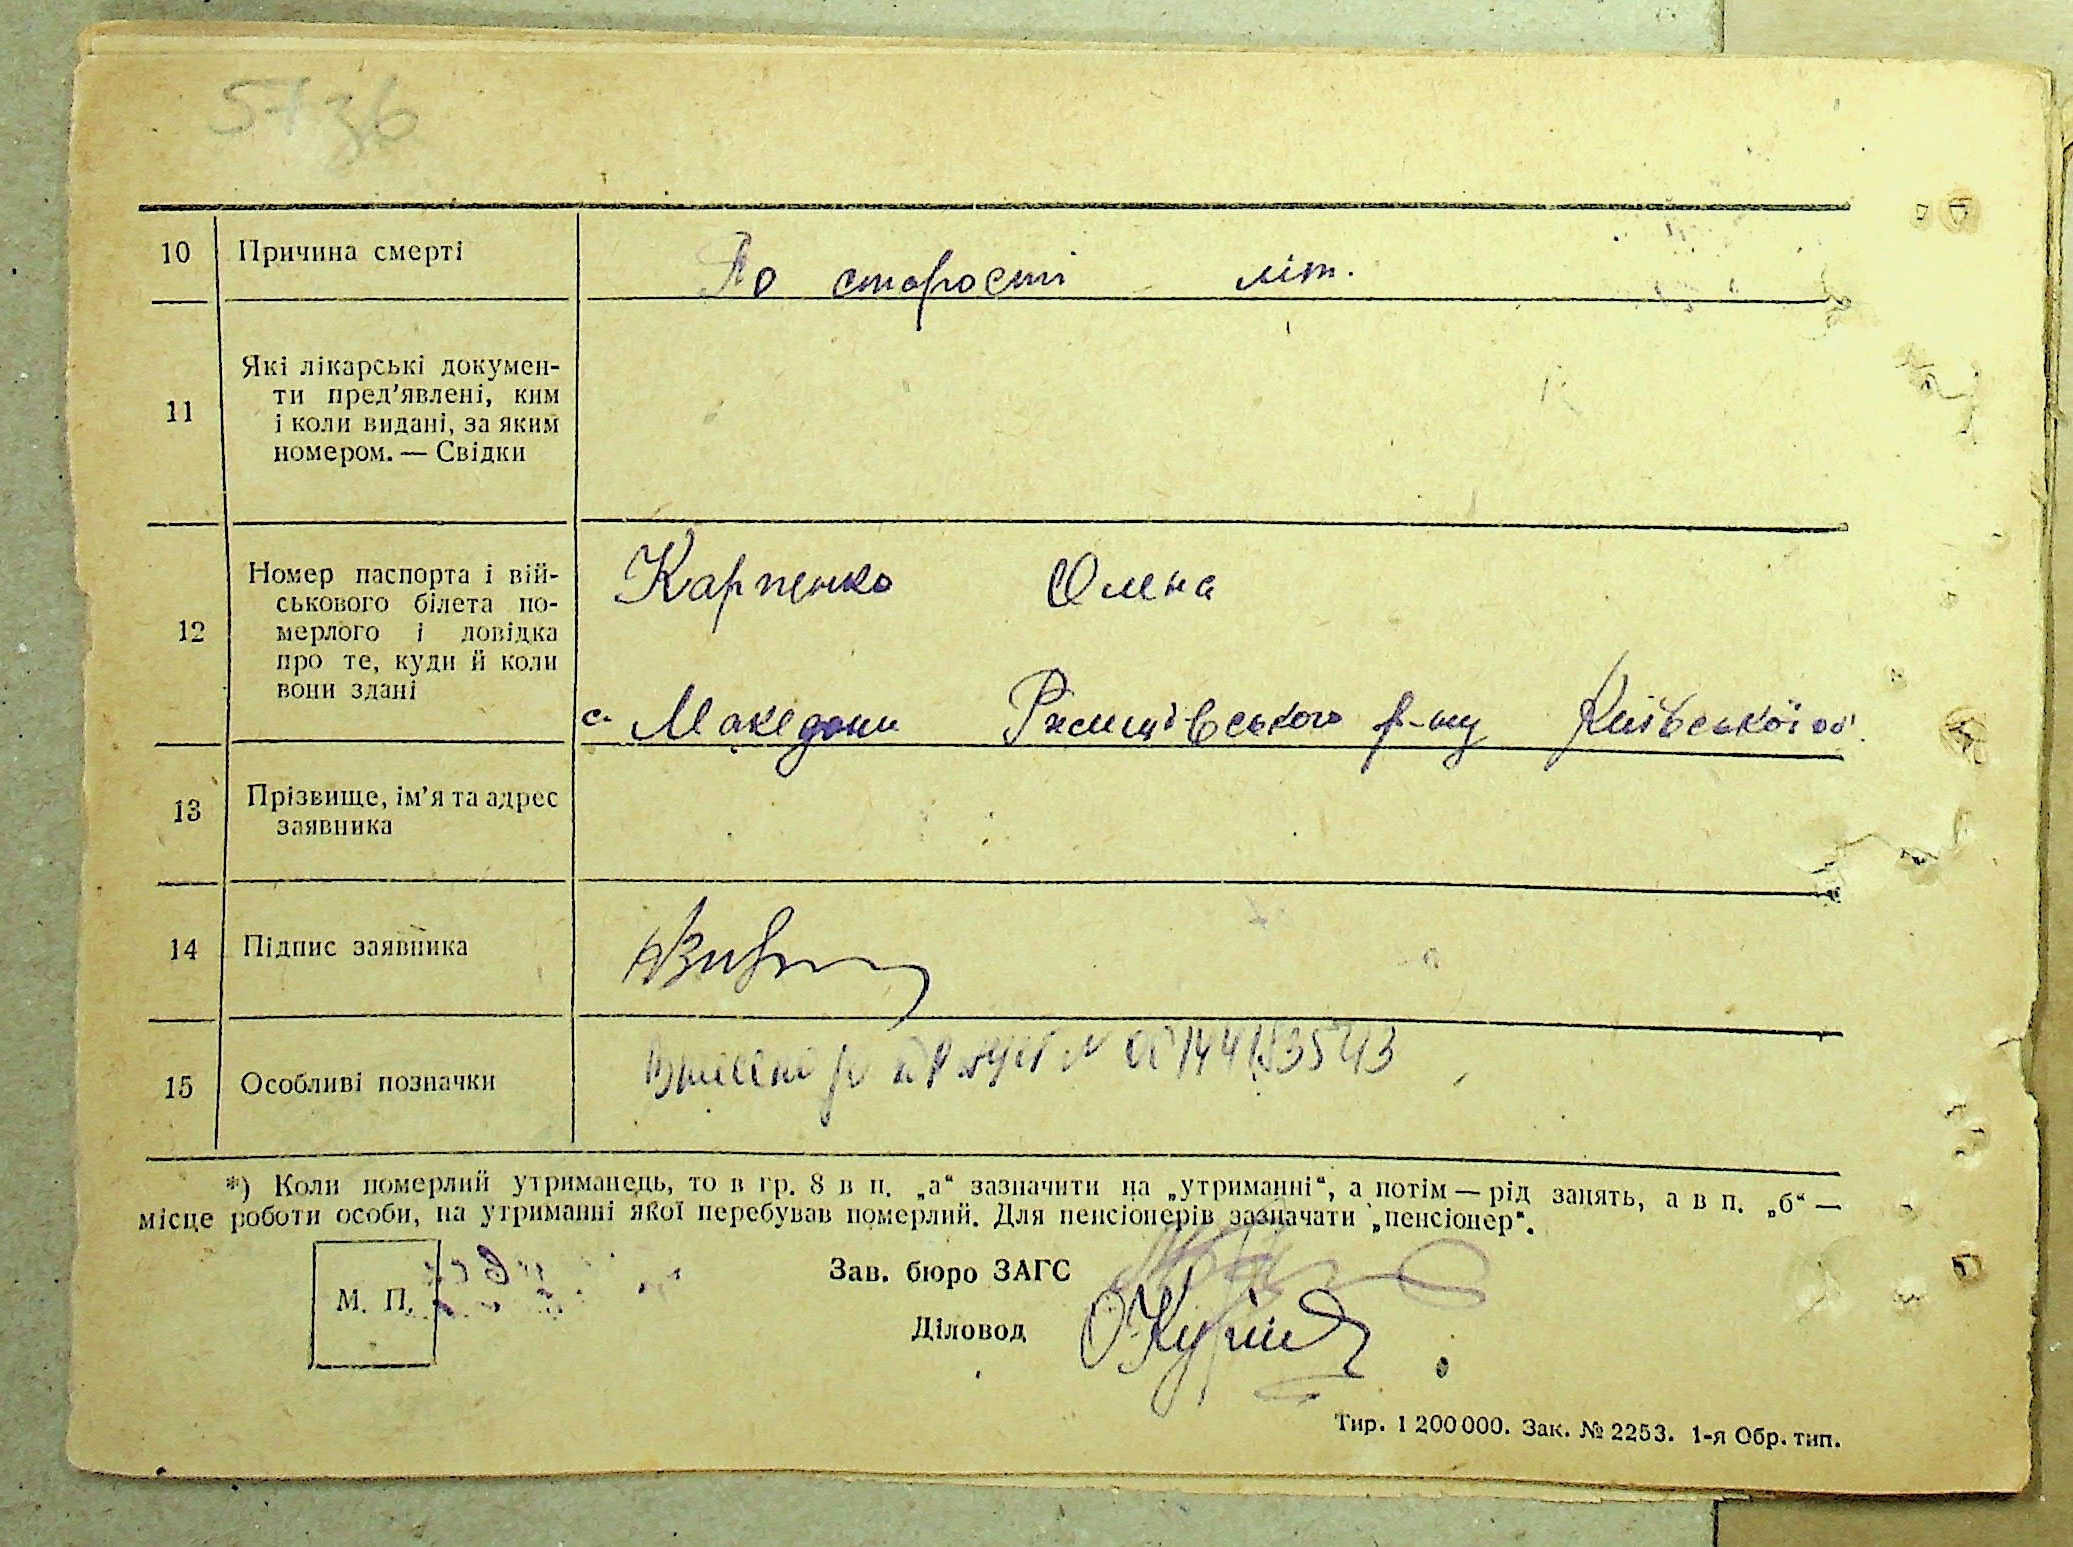 5736
10 Причина смерті По старості літ.
11 Які лікарські докумен-
ти пред'явлені, ким
і коли видані, за яким
номером. — Свідки
12 Номер паспорта і вій-
ськового білета по-
мерлого і довідка
про те, куди й коли
вони здані
Карпенко Олена
с. Македони Ржищівського р-ну Київської об.
13 Прізвище, ім'я та адрес
заявника
14 Підпис заявника
15 Особливі позначки
№ 00144183543
*) Коли померлий утриманець, то в гр. 8 в п. „а“ зазначити на „утриманні“, а потім — рід занять, а в п. „б“ —
місце роботи особи, на утриманні якої перебував померлий. Для пенсіонерів зазначати „пенсіонер“.
М. П.
Зав. бюро ЗАГС
Діловод
Тир. 1 200 000. Зак. № 2253. 1-я Обр. тип.